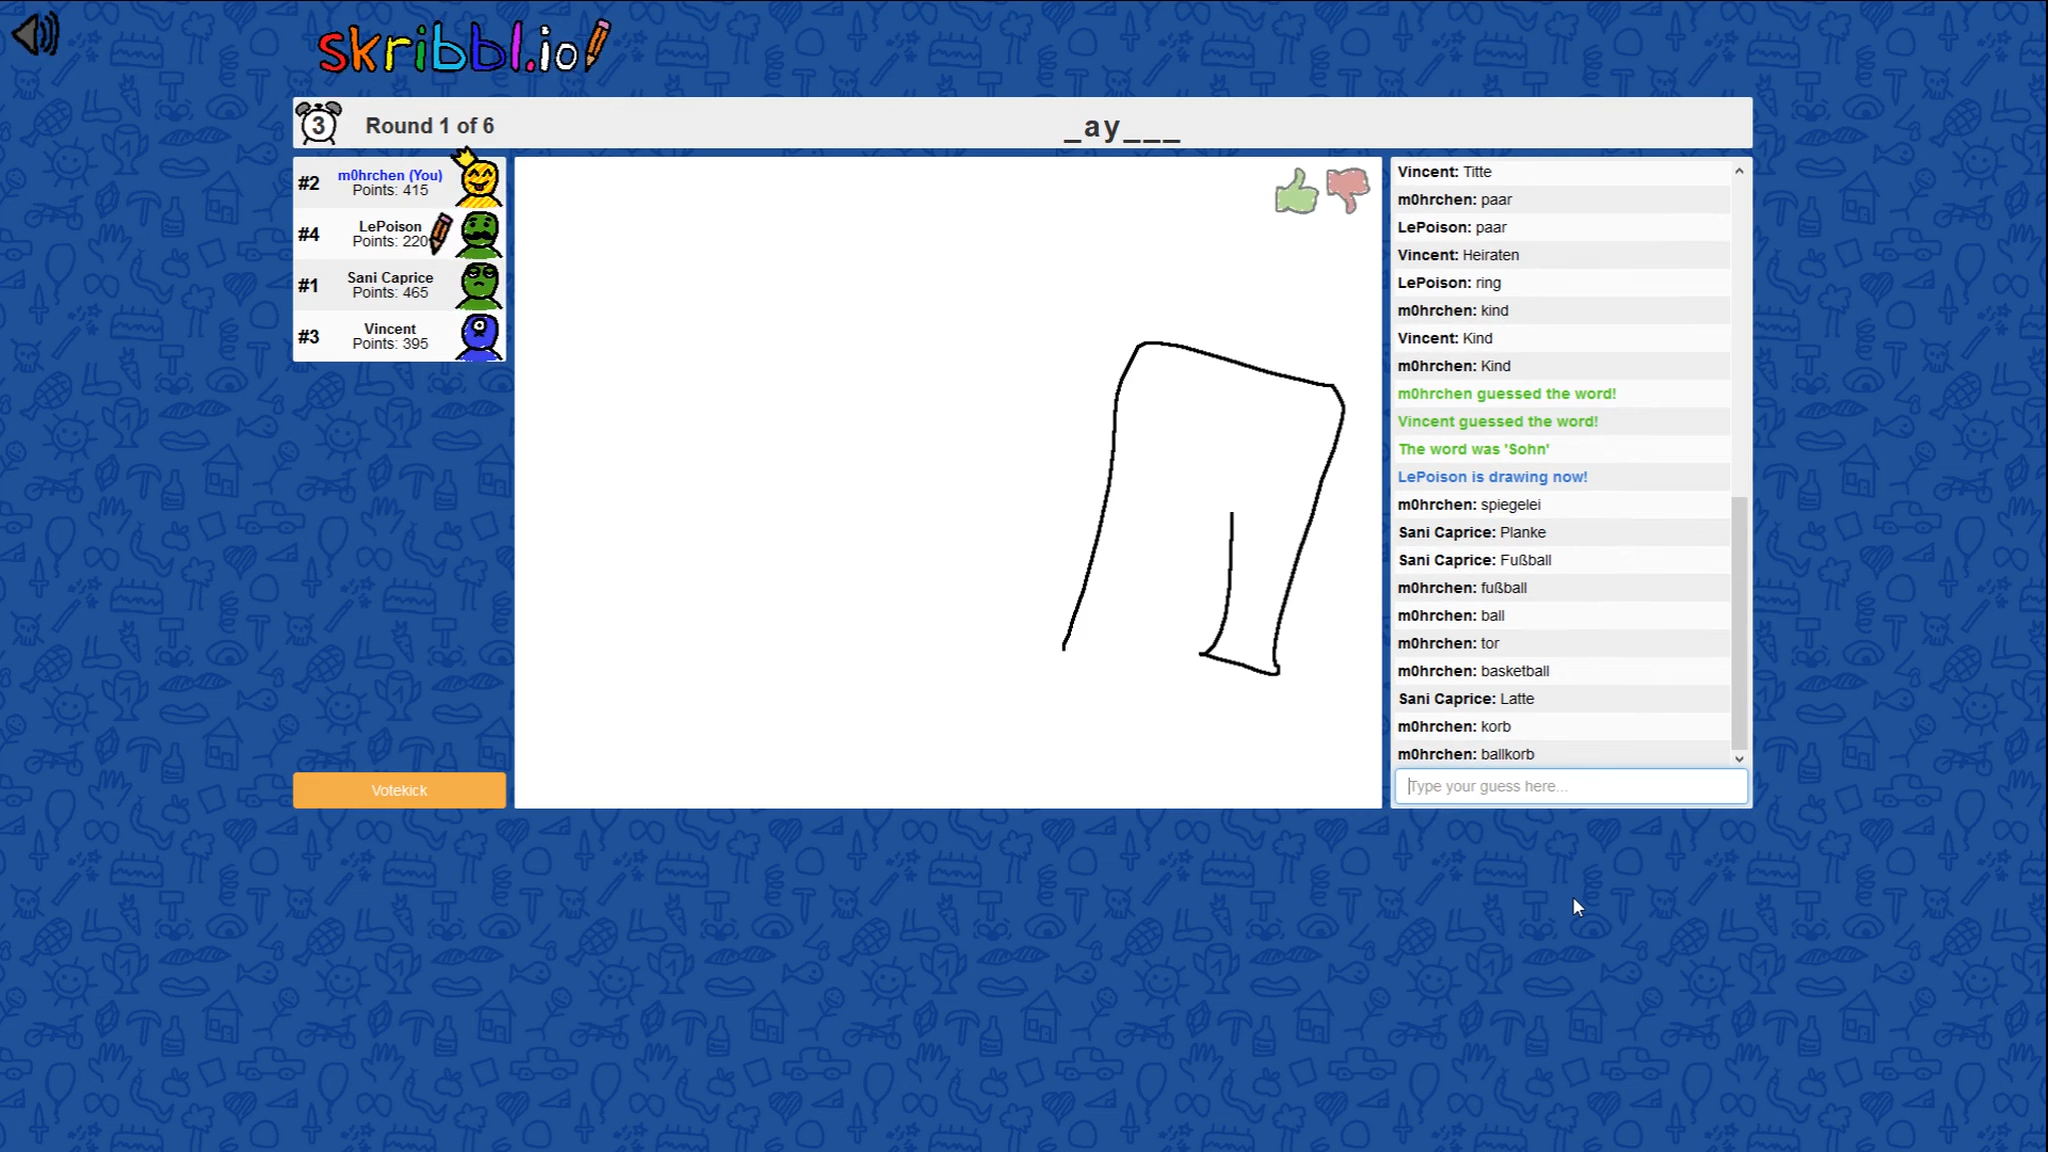 skribbl.io
3
Round 1 of 6
_ay___
#2
m0hrchen (You)
Points: 415
#4
LePoison
Points: 220
#1
Sani Caprice
Points: 465
#3
Vincent
Points: 395
Votekick
Vincent: Titte
m0hrchen: paar
LePoison: paar
Vincent: Heiraten
LePoison: ring
m0hrchen: kind
Vincent: Kind
m0hrchen: Kind
m0hrchen guessed the word!
Vincent guessed the word!
The word was 'Sohn'
LePoison is drawing now!
m0hrchen: spiegelei
Sani Caprice: Planke
Sani Caprice: Fußball
m0hrchen: fußball
m0hrchen: ball
m0hrchen: tor
m0hrchen: basketball
Sani Caprice: Latte
m0hrchen: korb
m0hrchen: ballkorb
Type your guess here...